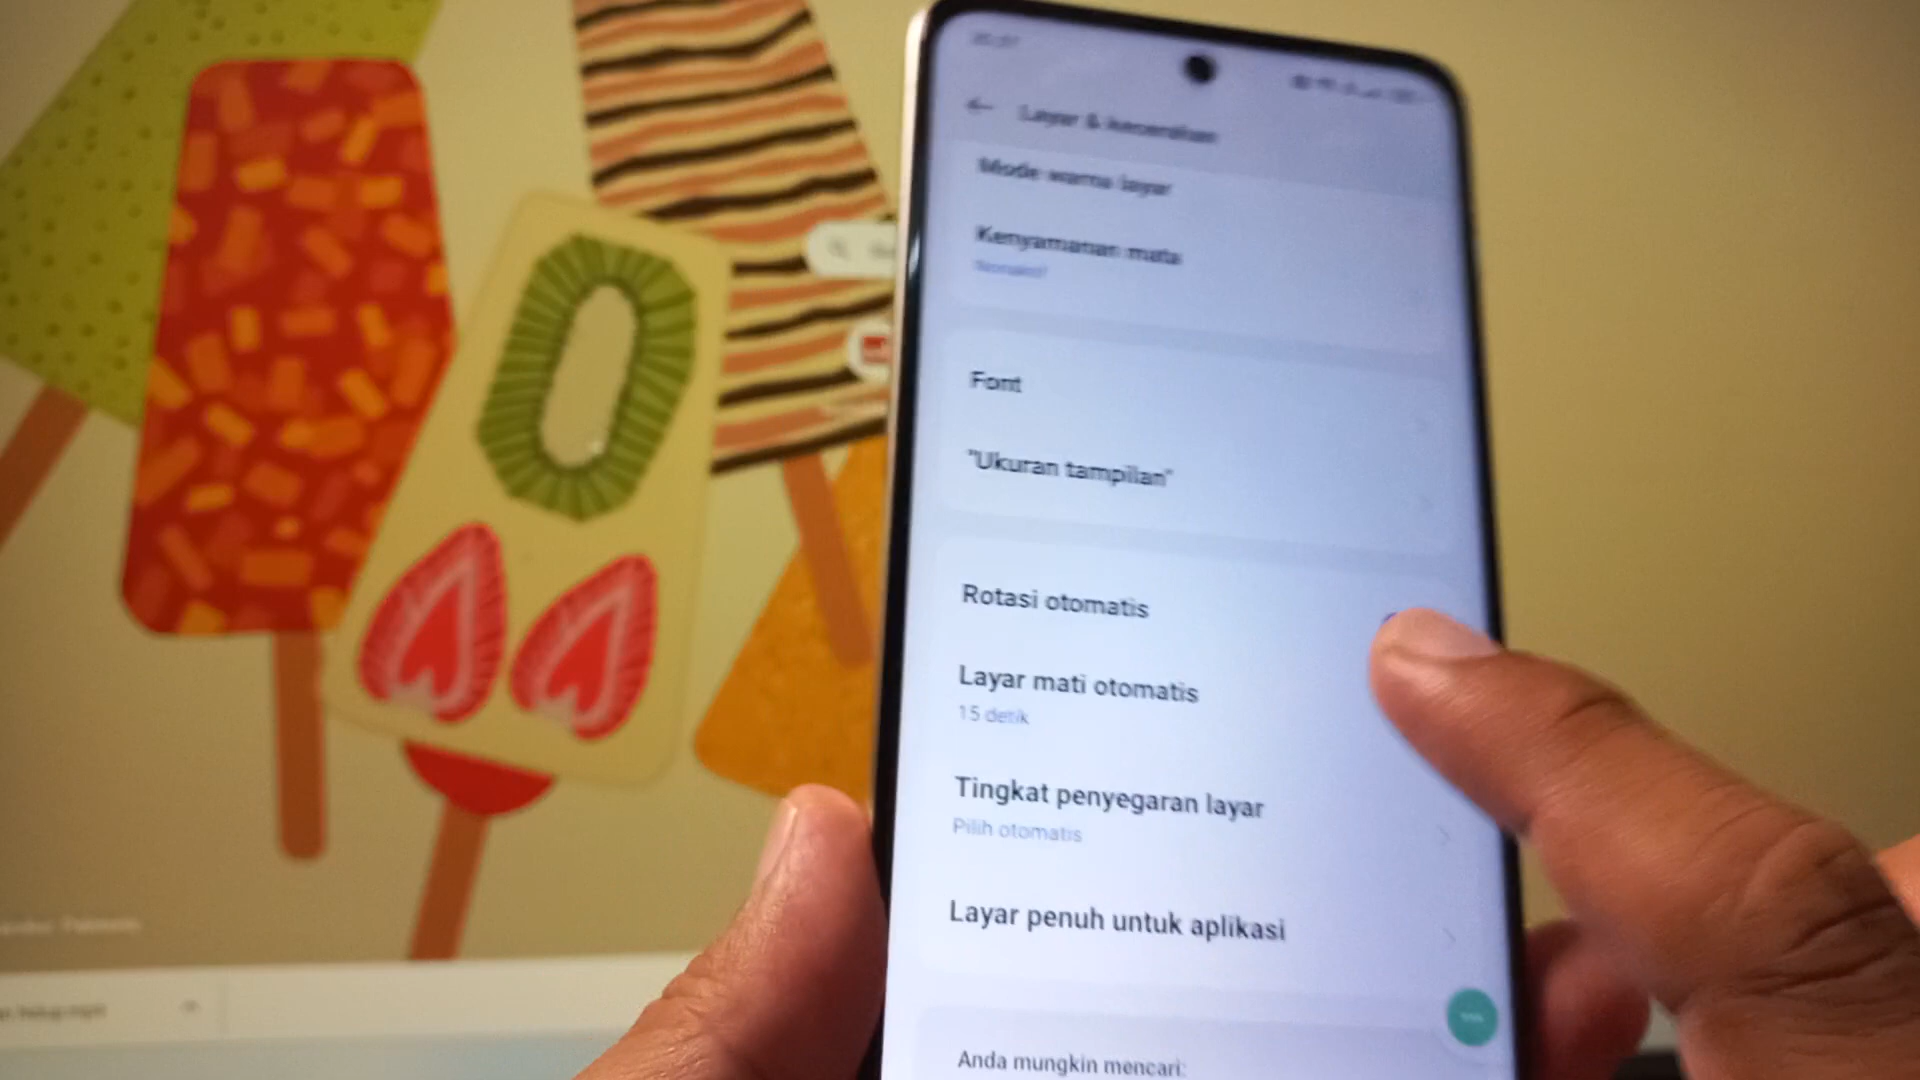 Layar & kecerahan
Mode warna layar
Kenyamanan mata
Nonaktif
Font
"Ukuran tampilan"
Rotasi otomatis
Layar mati otomatis
15 detik
Tingkat penyegaran layar
Pilih otomatis
Layar penuh untuk aplikasi
Anda mungkin mencari: